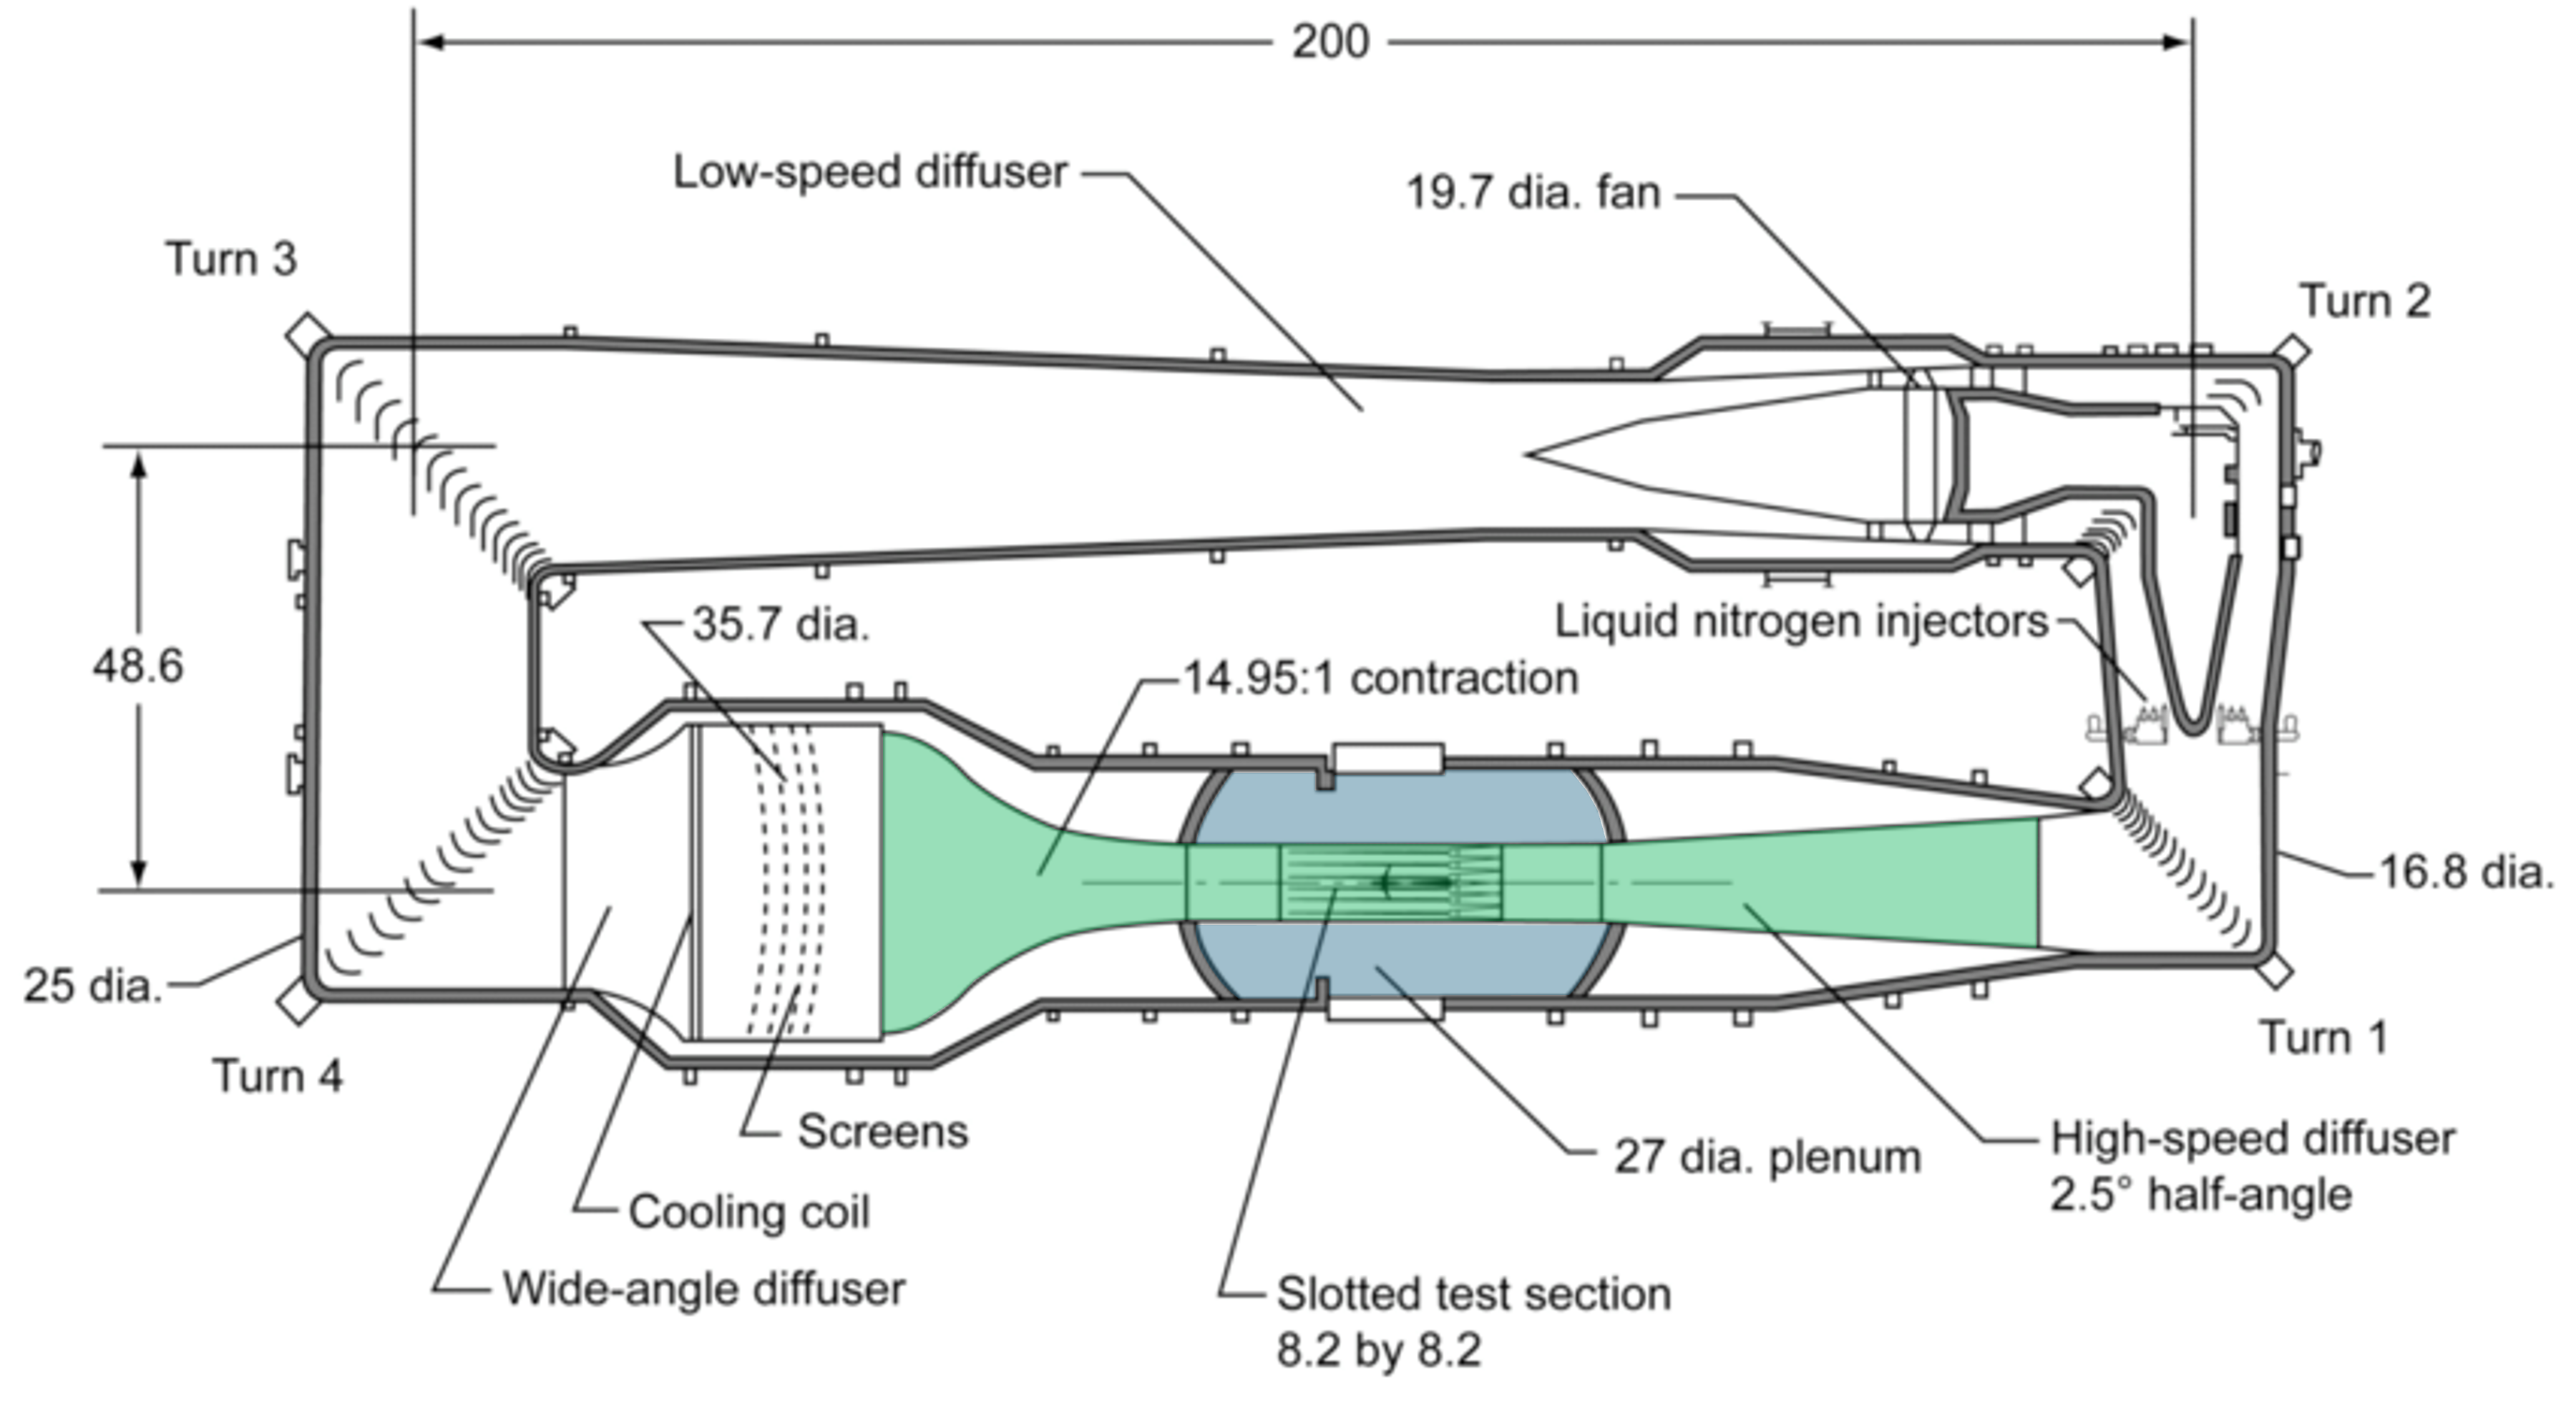 200
Low-speed diffuser
19.7 dia. fan
Turn 3
Turn 2
35.7 dia.
Liquid nitrogen injectors
48.6
14.95:1 contraction
16.8 dia.
25 dia.
Turn 4
Turn 1
Screens
27 dia. plenum
High-speed diffuser
2.5° half-angle
Cooling coil
Wide-angle diffuser
Slotted test section
8.2 by 8.2